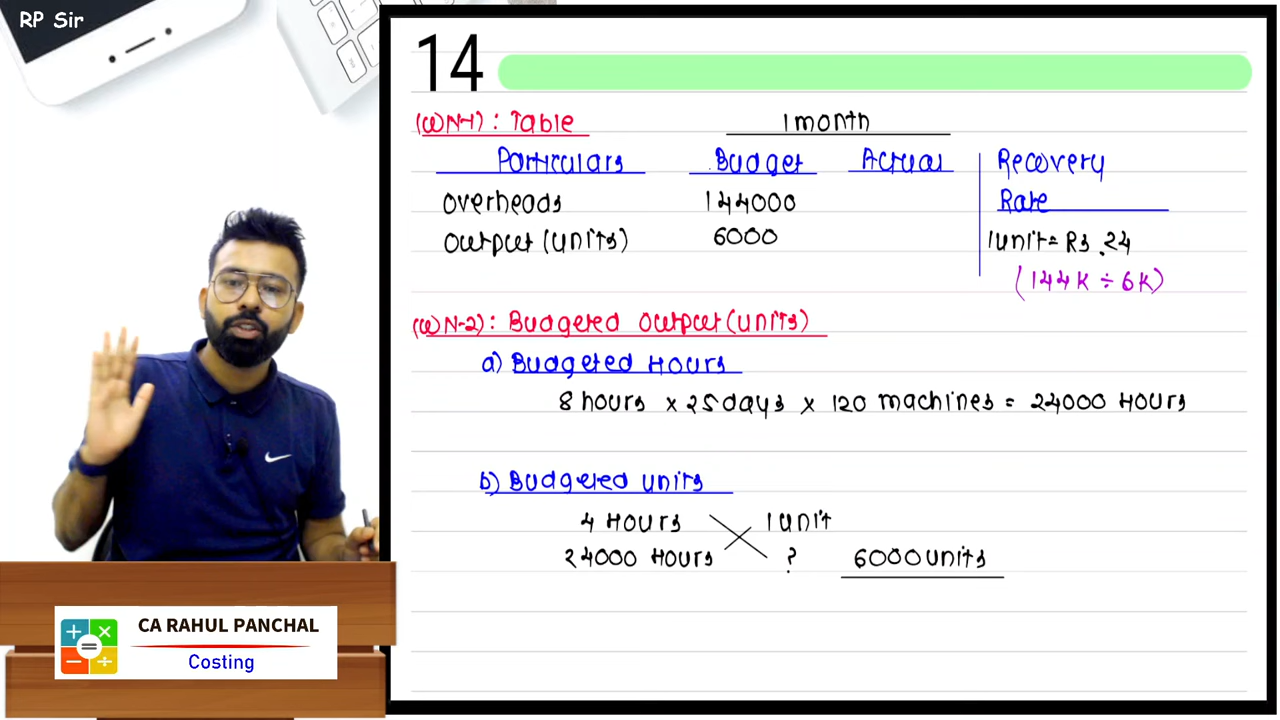 RP Sir
14
(WN-1) : Table 1 month
Particulars Budget Actual Recovery
Rate
overheads 144000
output (units) 6000 1unit = Rs .24
(144K ÷ 6K)
(WN-2) : Budgeted output (units)
a) Budgeted Hours
8 hours × 25 days × 120 machines = 24000 Hours
b) Budgeted units
4 Hours 1 unit
24000 Hours ? 6000 units
CA RAHUL PANCHAL
Costing